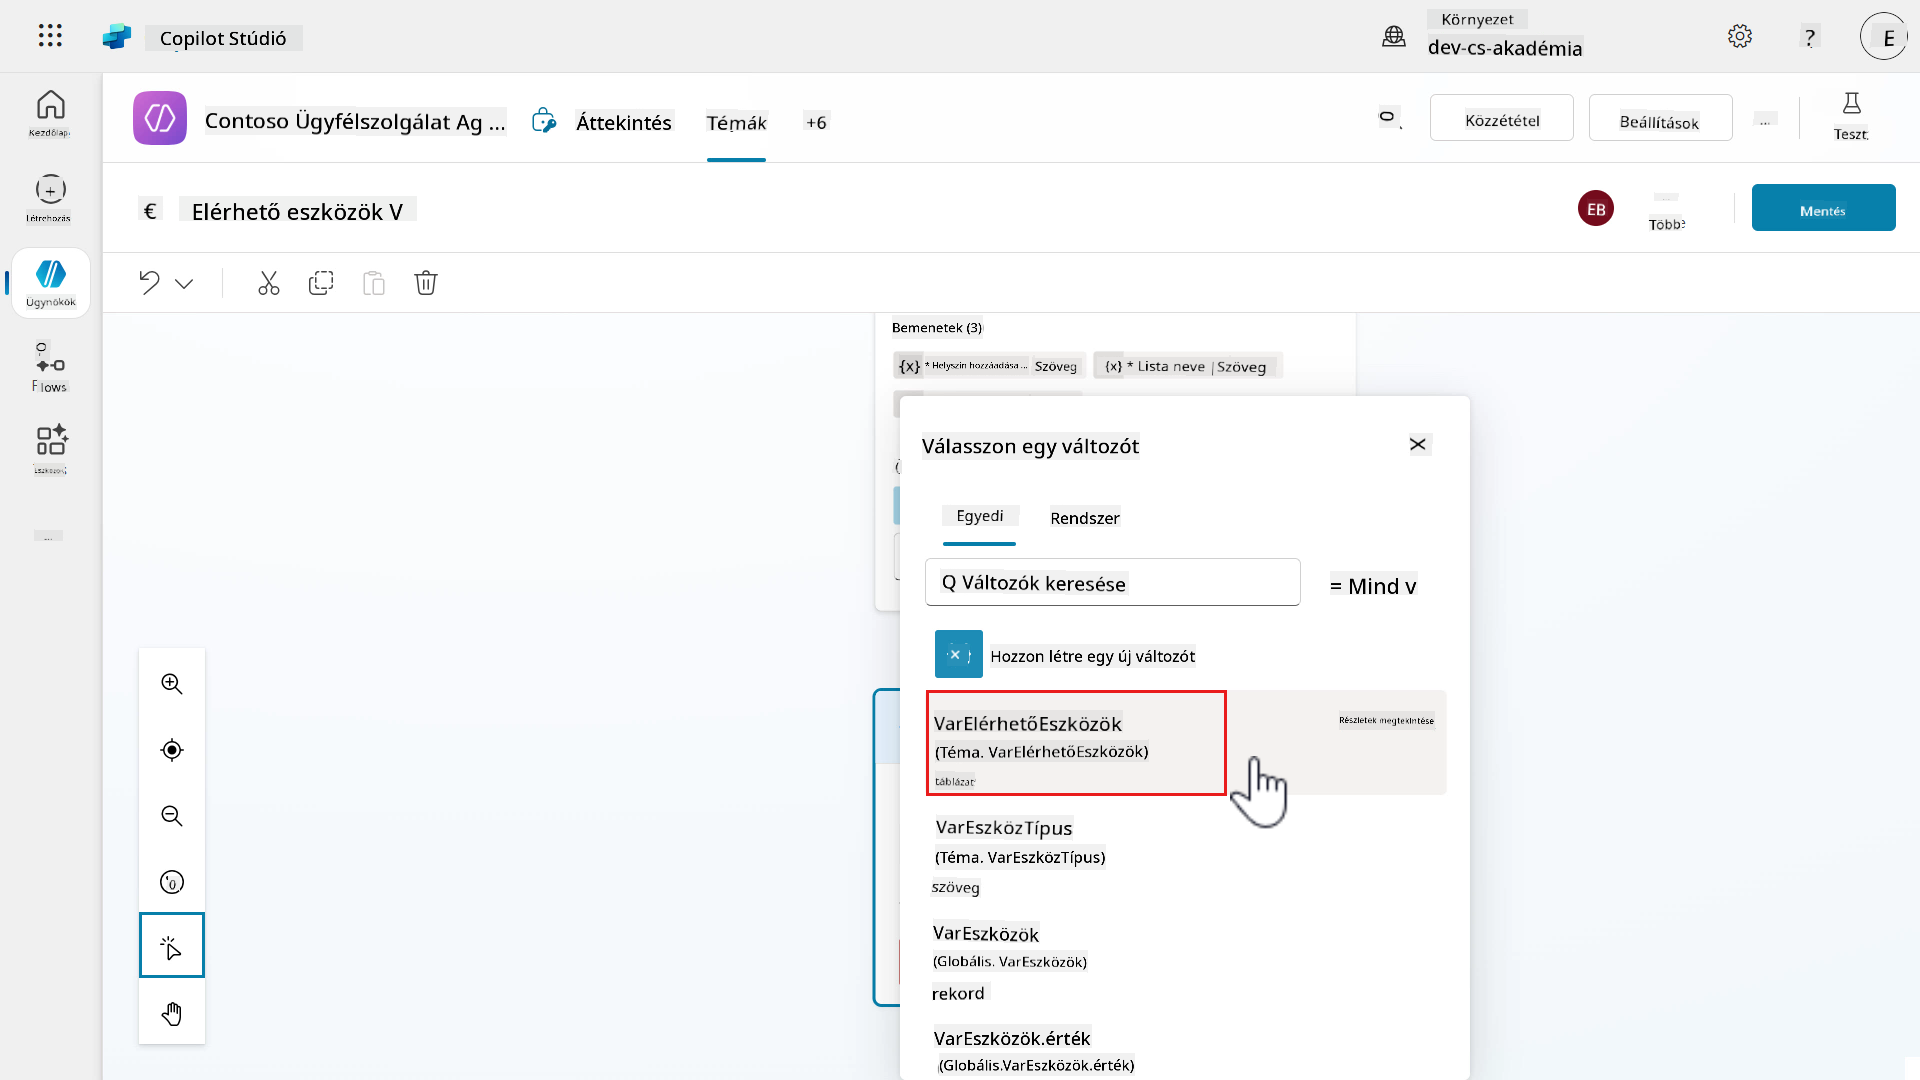 Copilot Stúdió
Környezet
dev-cs-akadémia
?
E
Kezdőlap
Létrehozás
Ügynökök
Flows
Contoso Ügyfélszolgálat Ag ...
Áttekintés
Témák
+6
Közzététel
Beállítások
...
Teszt
€
Elérhető eszközök V
EB
Több
Mentés
Bemenetek (3)
{x} * Helyszín hozzáadása ... Szöveg
{x} * Lista neve | Szöveg
Válasszon egy változót
Egyedi
Rendszer
Q Változók keresése
= Mind v
Hozzon létre egy új változót
VarElérhetőEszközök
(Téma. VarElérhetőEszközök)
táblázat
Részletek megtekintése
VarEszközTípus
(Téma. VarEszközTípus)
szöveg
VarEszközök
(Globális. VarEszközök)
rekord
VarEszközök.érték
(Globális.VarEszközök.érték)